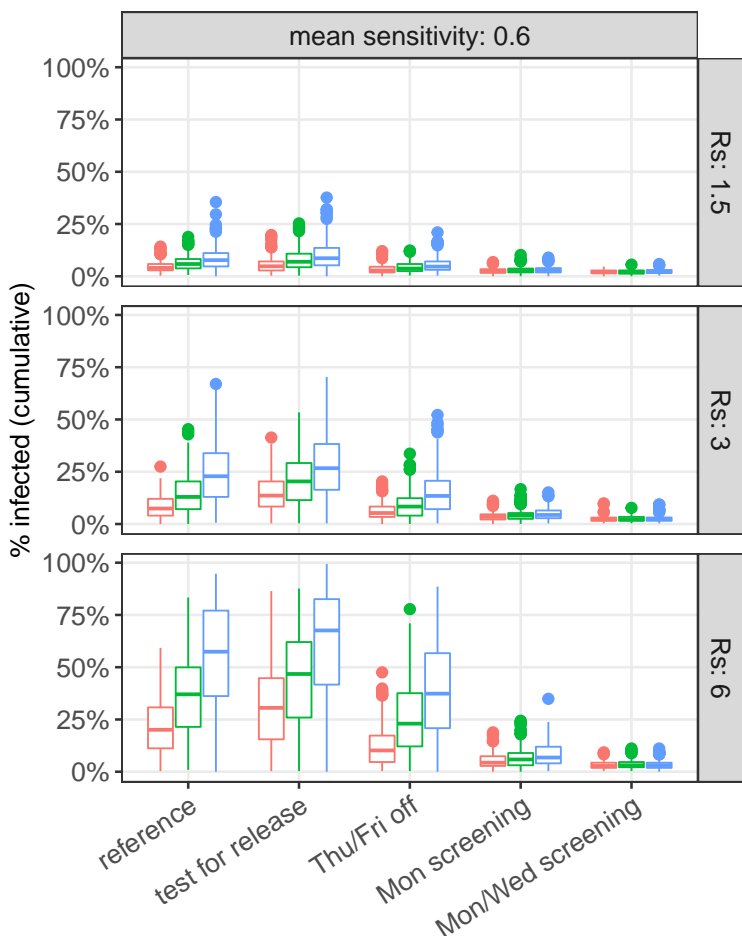 mean sensitivity: 0.6
100%
75%
50%
25%
0%
Rs: 1.5
100%
75%
50%
25%
0%
Rs: 3
100%
75%
50%
25%
0%
Rs: 6
% infected (cumulative)
reference
test for release
Thu/Fri off
Mon screening
Mon/Wed screening